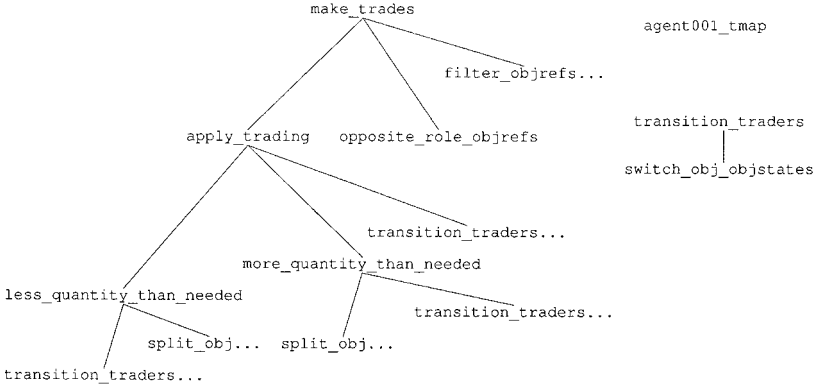 make_trades
agent001_tmap
filter_objrefs...
transition_traders
apply_trading
opposite_role_objrefs
switch_obj_objstates
transition_traders...
more_quantity_than_needed
less_quantity_than_needed
transition_traders...
split_obj...
split_obj...
transition_traders...